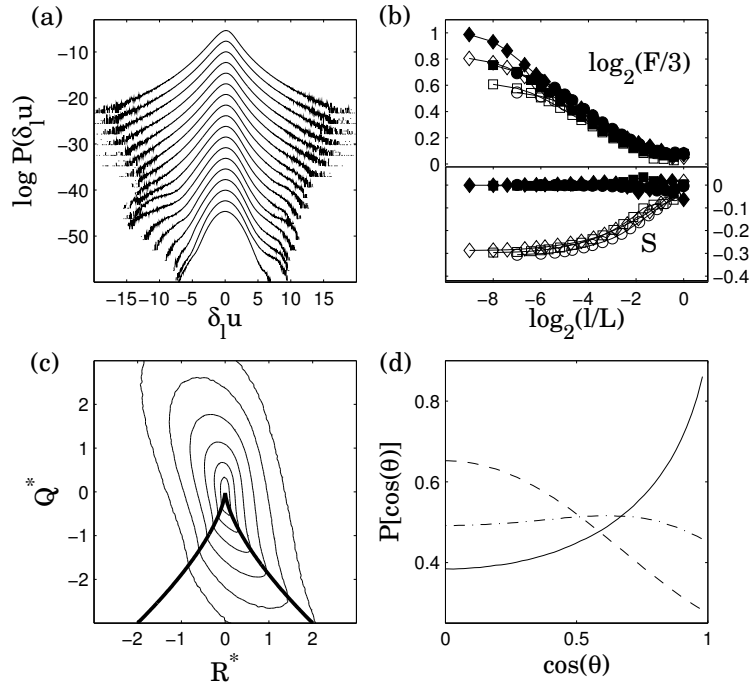 (a)
−10
−20
−30
−40
−50
log P(δ_l u)
−15 −10 −5 0 5 10 15
δ_l u
(b)
1
0.8
0.6
0.4
0.2
0
log_2(F/3)
0
−0.1
−0.2
−0.3
−0.4
S
−8 −6 −4 −2 0
log_2(l/L)
(c)
2
1
0
−1
−2
Q^*
−2 −1 0 1 2
R^*
(d)
0.8
0.6
0.4
P[cos(θ)]
0 0.5 1
cos(θ)